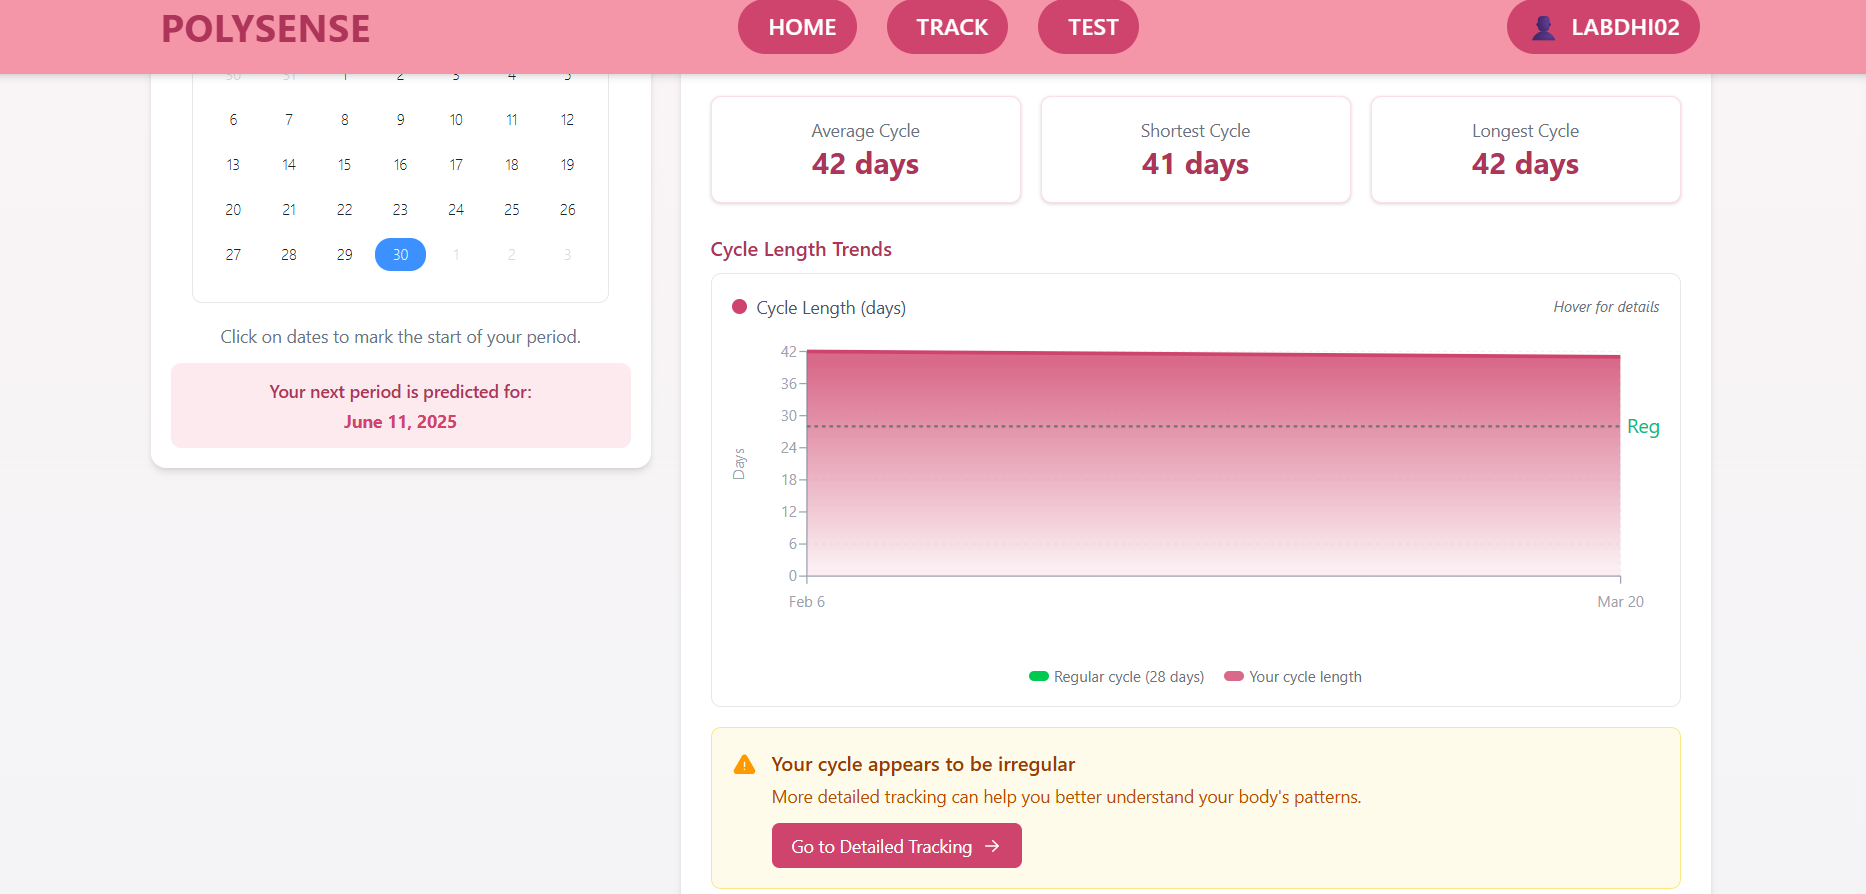 POLYSENSE
HOME
TRACK
TEST
LABDHI02
30 31 1 2 3 4 5
6 7 8 9 10 11 12
13 14 15 16 17 18 19
20 21 22 23 24 25 26
27 28 29 30 1 2 3
Click on dates to mark the start of your period.
Your next period is predicted for:
June 11, 2025
Average Cycle
42 days
Shortest Cycle
41 days
Longest Cycle
42 days
Cycle Length Trends
Cycle Length (days)
Hover for details
Days
42
36
30
24
18
12
6
0
Reg
Feb 6
Mar 20
Regular cycle (28 days)
Your cycle length
Your cycle appears to be irregular
More detailed tracking can help you better understand your body's patterns.
Go to Detailed Tracking →